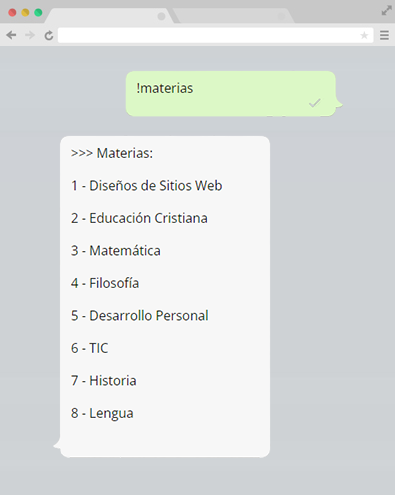 !materias
>>> Materias:
1 - Diseños de Sitios Web
2 - Educación Cristiana
3 - Matemática
4 - Filosofía
5 - Desarrollo Personal
6 - TIC
7 - Historia
8 - Lengua